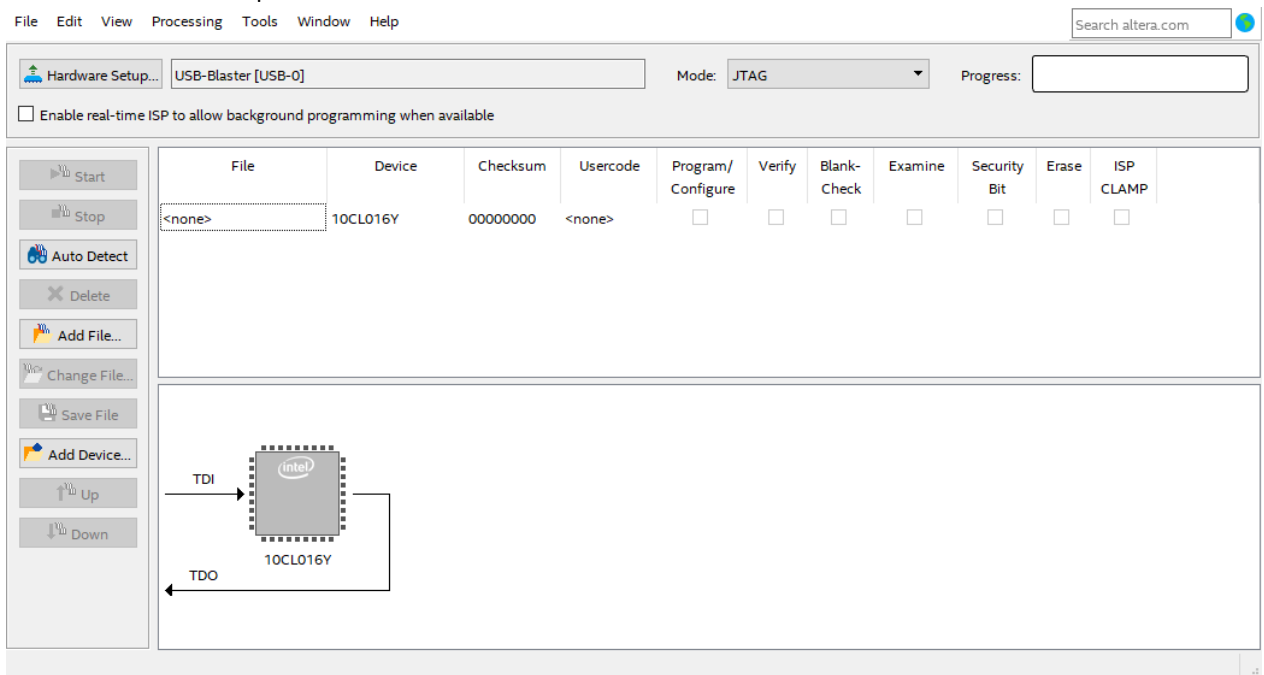 File Edit View Processing Tools Window Help Search altera.com
Hardware Setup... USB-Blaster [USB-0] Mode: JTAG Progress:
Enable real-time ISP to allow background programming when available
Start
Stop
Auto Detect
Delete
Add File...
Change File...
Save File
Add Device...
Up
Down
File Device Checksum Usercode Program/ Verify Blank- Examine Security Erase ISP
Configure Check Bit CLAMP
<none> 10CL016Y 00000000 <none>
intel
TDI
10CL016Y
TDO